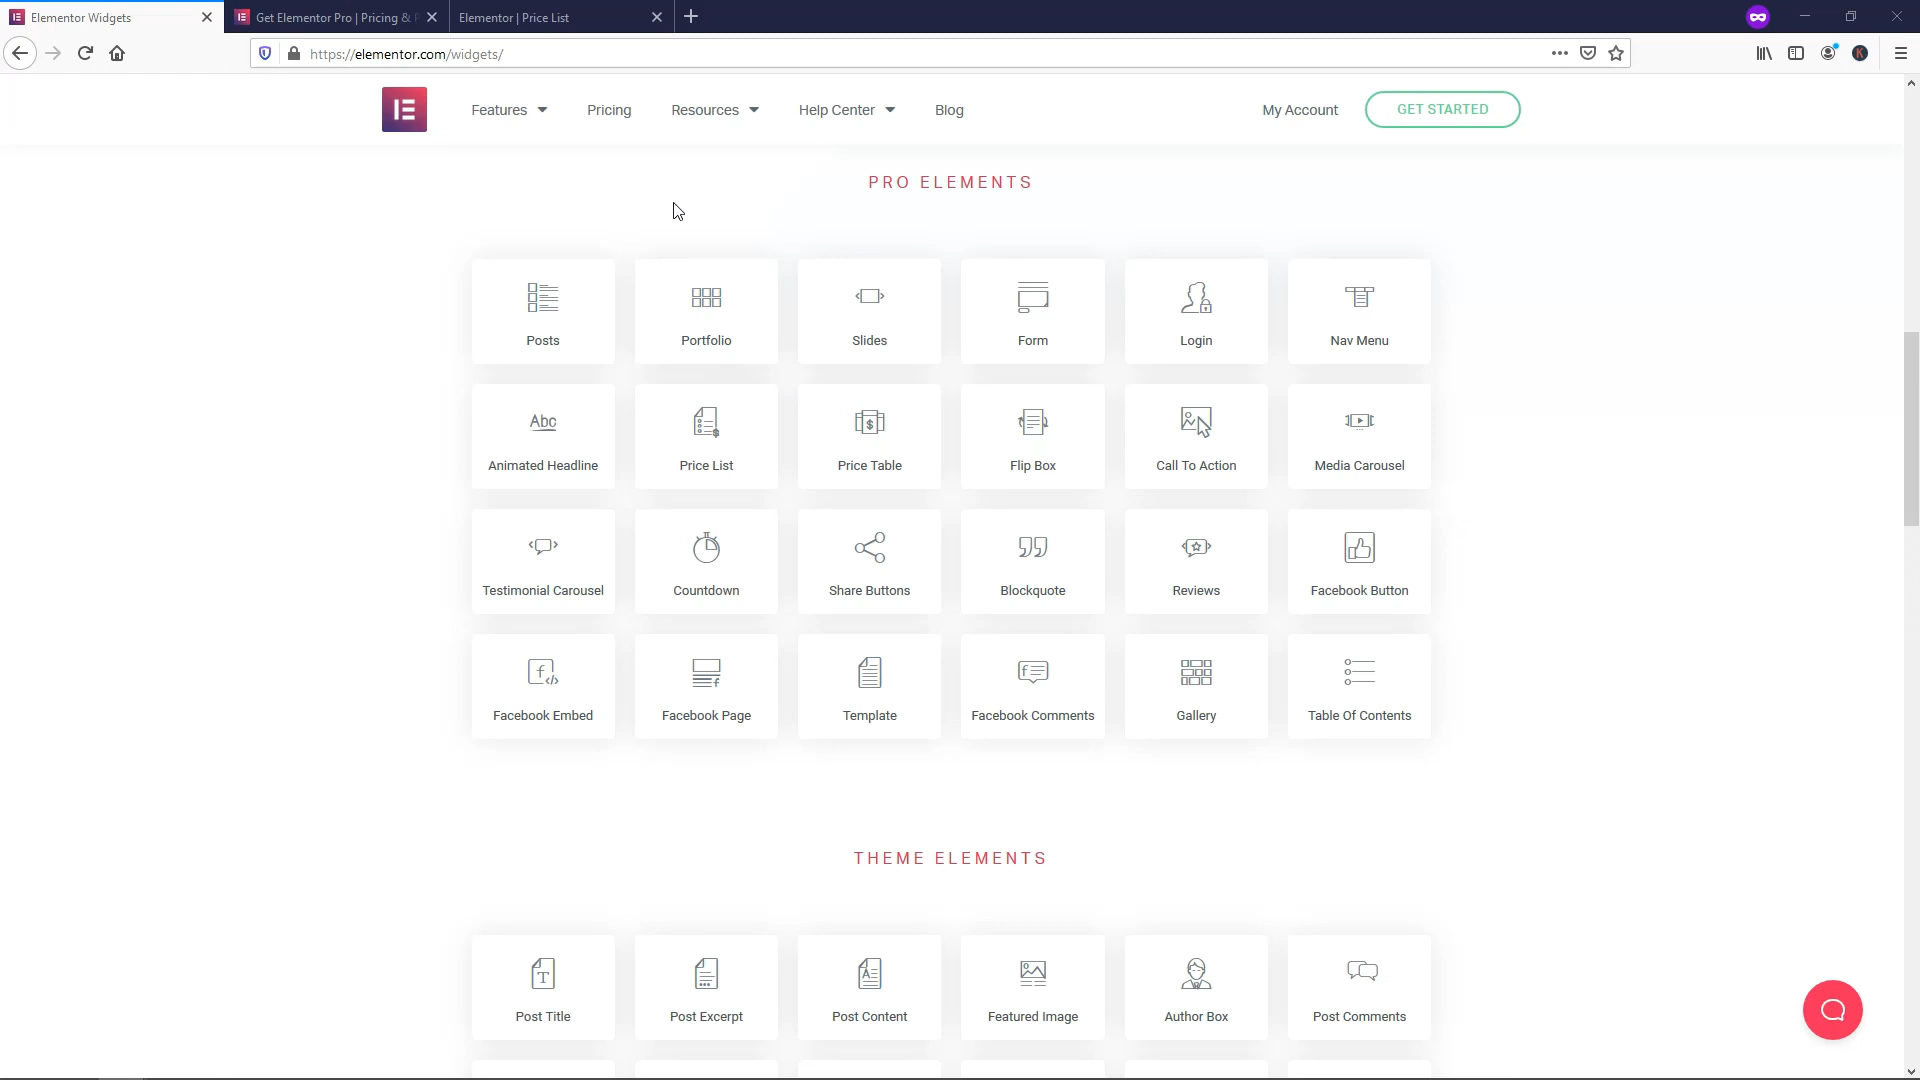 Elementor Widgets
Get Elementor Pro | Pricing & P
Elementor | Price List
https://elementor.com/widgets/
Features
Pricing
Resources
Help Center
Blog
My Account
GET STARTED
PRO ELEMENTS
Posts
Portfolio
Slides
Form
Login
Nav Menu
Abc
Animated Headline
Price List
Price Table
Flip Box
Call To Action
Media Carousel
Testimonial Carousel
Countdown
Share Buttons
Blockquote
Reviews
Facebook Button
Facebook Embed
Facebook Page
Template
Facebook Comments
Gallery
Table Of Contents
THEME ELEMENTS
Post Title
Post Excerpt
Post Content
Featured Image
Author Box
Post Comments